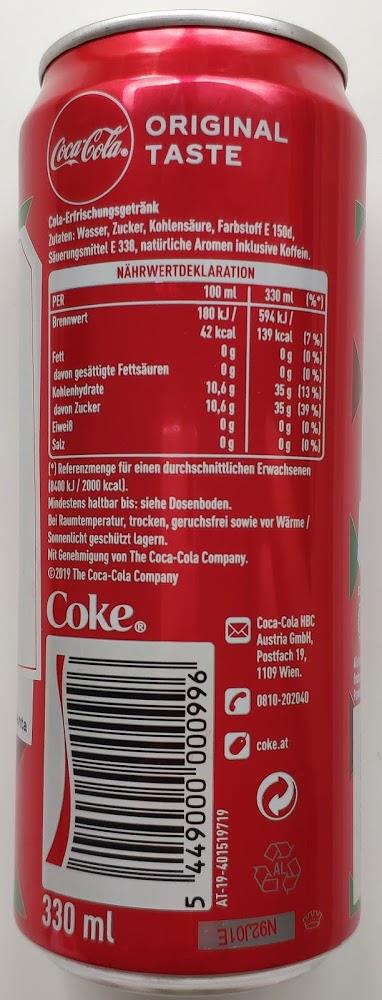 Coca-Cola®
ORIGINAL
TASTE
Cola-Erfrischungsgetränk
Zutaten: Wasser, Zucker, Kohlensäure, Farbstoff E 150d,
Säuerungsmittel E 338, natürliche Aromen inklusive Koffein.
NÄHRWERTDEKLARATION
PER 100 ml 330 ml (%*)
Brennwert 180 kJ / 594 kJ /
42 kcal 139 kcal (7 %)
Fett 0 g 0 g (0 %)
davon gesättigte Fettsäuren 0 g 0 g (0 %)
Kohlenhydrate 10,6 g 35 g (13 %)
davon Zucker 10,6 g 35 g (39 %)
Eiweiß 0 g 0 g (0 %)
Salz 0 g 0 g (0 %)
(*) Referenzmenge für einen durchschnittlichen Erwachsenen
(8400 kJ / 2000 kcal).
Mindestens haltbar bis: siehe Dosenboden.
Bei Raumtemperatur, trocken, geruchsfrei sowie vor Wärme /
Sonnenlicht geschützt lagern.
Mit Genehmigung von The Coca-Cola Company.
©2019 The Coca-Cola Company
Coke®
Coca-Cola HBC
Austria GmbH,
Postfach 19,
1109 Wien.
0810-202040
coke.at
5 449000 000996
AT-19-401519719
AL
330 ml
N92J01E